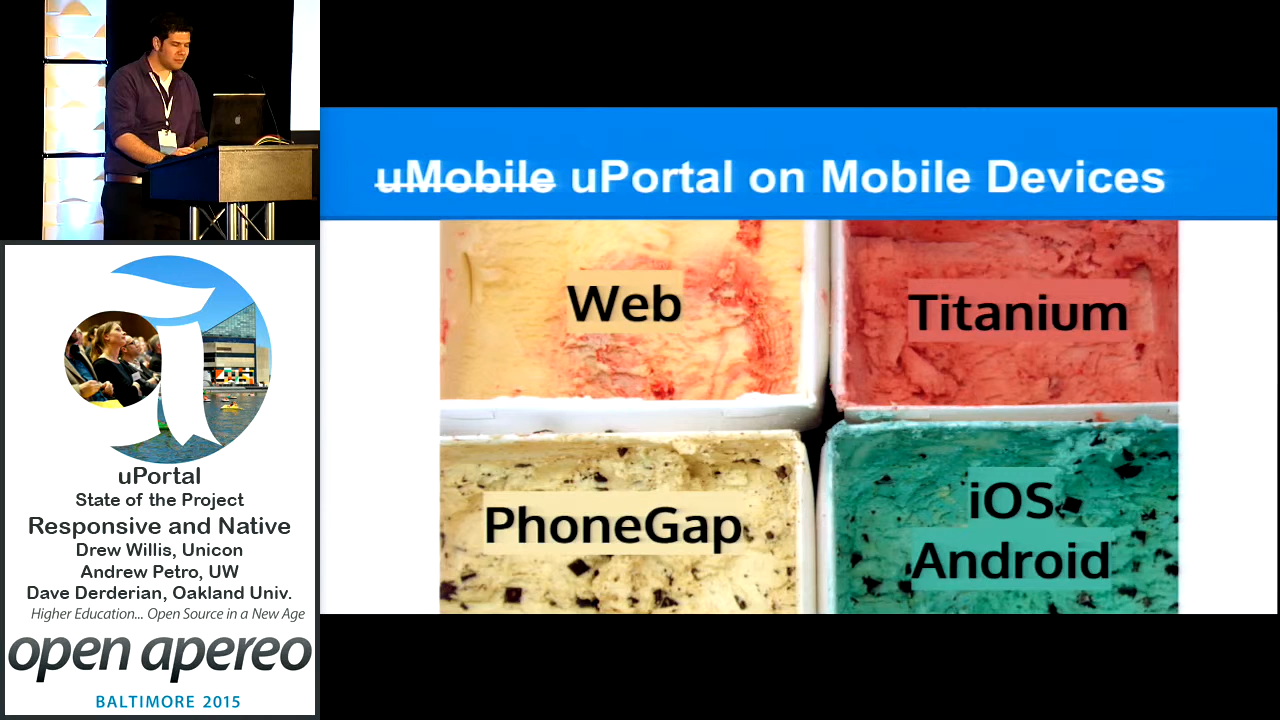 uMobile uPortal on Mobile Devices
Web
Titanium
PhoneGap
iOS
Android
uPortal
State of the Project
Responsive and Native
Drew Willis, Unicon
Andrew Petro, UW
Dave Derderian, Oakland Univ.
Higher Education... Open Source in a New Age
open apereo
BALTIMORE 2015